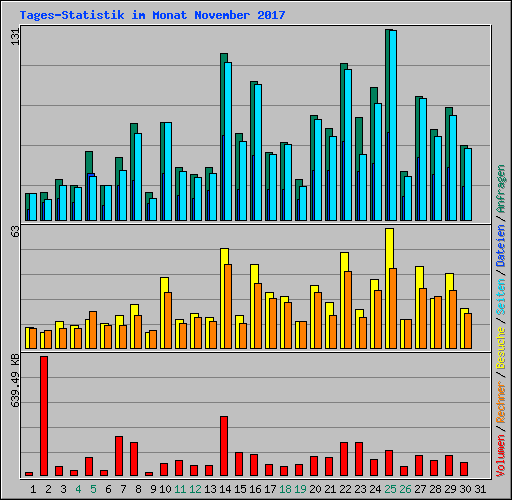 Tages-Statistik im Monat November 2017
131
63
639.49 KB
Volumen / Rechner / Besuche / Seiten / Dateien / Anfragen
1 2 3 4 5 6 7 8 9 10 11 12 13 14 15 16 17 18 19 20 21 22 23 24 25 26 27 28 29 30 31